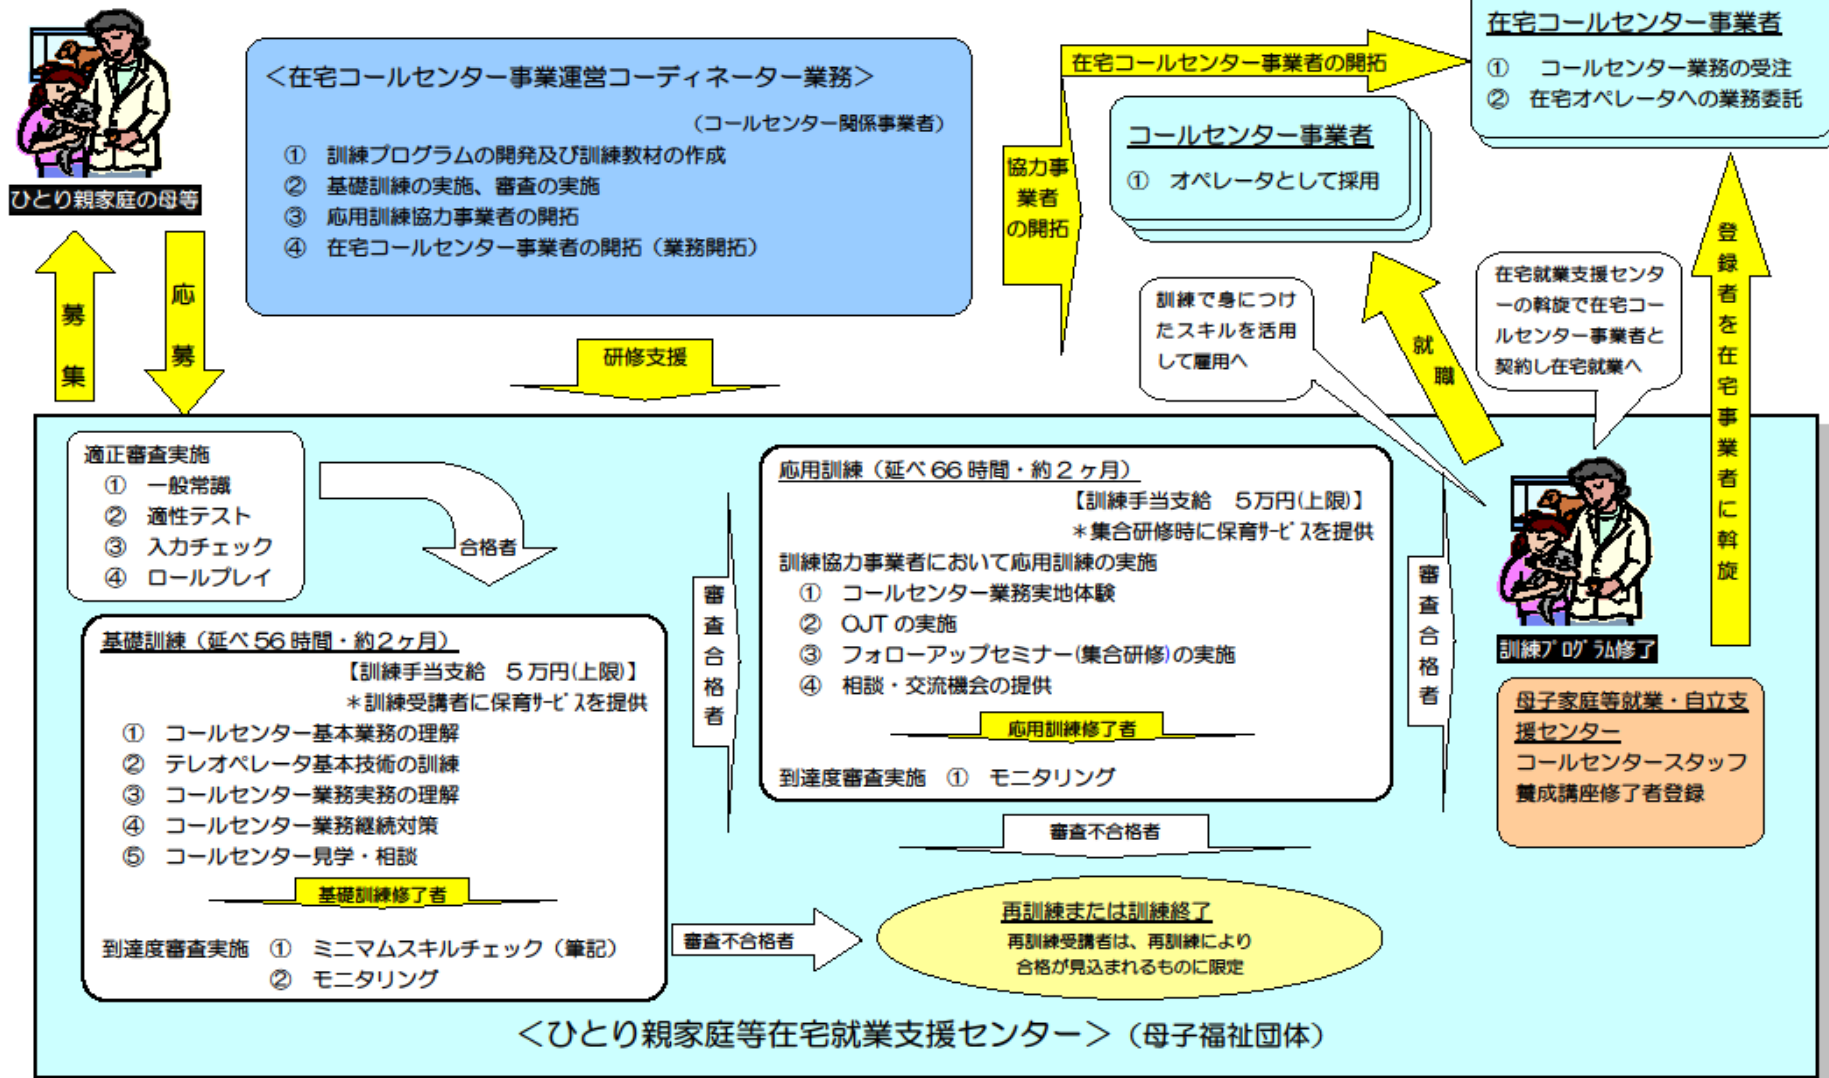 ひとり親家庭の母等
募集
応募
＜在宅コールセンター事業運営コーディネーター業務＞
（コールセンター関係事業者）
① 訓練プログラムの開発及び訓練教材の作成
② 基礎訓練の実施、審査の実施
③ 応用訓練協力事業者の開拓
④ 在宅コールセンター事業者の開拓（業務開拓）
研修支援
協力事
業者
の開拓
在宅コールセンター事業者の開拓
在宅コールセンター事業者
① コールセンター業務の受注
② 在宅オペレータへの業務委託
コールセンター事業者
① オペレータとして採用
訓練で身につけ
たスキルを活用
して雇用へ
就職
在宅就業支援センタ
ーの斡旋で在宅コー
ルセンター事業者と
契約し在宅就業へ
登録者を在宅事業者に斡旋
適正審査実施
① 一般常識
② 適性テスト
③ 入力チェック
④ ロールプレイ
合格者
基礎訓練（延べ 56 時間・約２ヶ月）
【訓練手当支給　５万円(上限)】
＊訓練受講者に保育ｻｰﾋﾞｽを提供
① コールセンター基本業務の理解
② テレオペレータ基本技術の訓練
③ コールセンター業務実務の理解
④ コールセンター業務継続対策
⑤ コールセンター見学・相談
基礎訓練修了者
到達度審査実施　① ミニマムスキルチェック（筆記）
② モニタリング
審査合格者
応用訓練（延べ 66 時間・約２ヶ月）
【訓練手当支給　５万円(上限)】
＊集合研修時に保育ｻｰﾋﾞｽを提供
訓練協力事業者において応用訓練の実施
① コールセンター業務実地体験
② OJT の実施
③ フォローアップセミナー(集合研修)の実施
④ 相談・交流機会の提供
応用訓練修了者
到達度審査実施　① モニタリング
審査合格者
訓練ﾌﾟﾛｸﾞﾗﾑ修了
母子家庭等就業・自立支
援センター
コールセンタースタッフ
養成講座修了者登録
審査不合格者
審査不合格者
再訓練または訓練終了
再訓練受講者は、再訓練により
合格が見込まれるものに限定
＜ひとり親家庭等在宅就業支援センター＞（母子福祉団体）